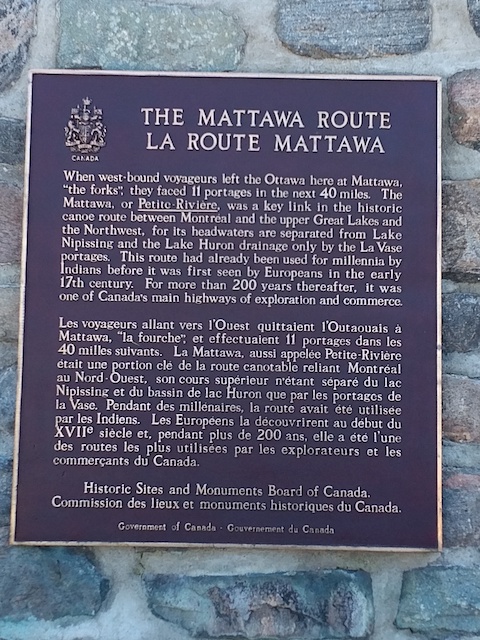 CANADA
THE MATTAWA ROUTE
LA ROUTE MATTAWA
When west-bound voyageurs left the Ottawa here at Mattawa,
"the forks", they faced 11 portages in the next 40 miles. The
Mattawa, or Petite-Rivière, was a key link in the historic
canoe route between Montréal and the upper Great Lakes and
the Northwest, for its headwaters are separated from Lake
Nipissing and the Lake Huron drainage only by the La Vase
portages. This route had already been used for millennia by
Indians before it was first seen by Europeans in the early
17th century. For more than 200 years thereafter, it was
one of Canada's main highways of exploration and commerce.
Les voyageurs allant vers l'Ouest quittaient l'Outaouais à
Mattawa, "la fourche", et effectuaient 11 portages dans les
40 milles suivants. La Mattawa, aussi appelée Petite-Rivière
était une portion clé de la route canotable reliant Montréal
au Nord-Ouest, son cours supérieur n'étant séparé du lac
Nipissing et du bassin de lac Huron que par les portages de
la Vase. Pendant des millénaires, la route avait été utilisée
par les Indiens. Les Européens la découvrirent au début du
XVIIe siècle et, pendant plus de 200 ans, elle a été l'une
des routes les plus utilisées par les explorateurs et les
commerçants du Canada.
Historic Sites and Monuments Board of Canada.
Commission des lieux et monuments historiques du Canada.
Government of Canada - Gouvernement du Canada